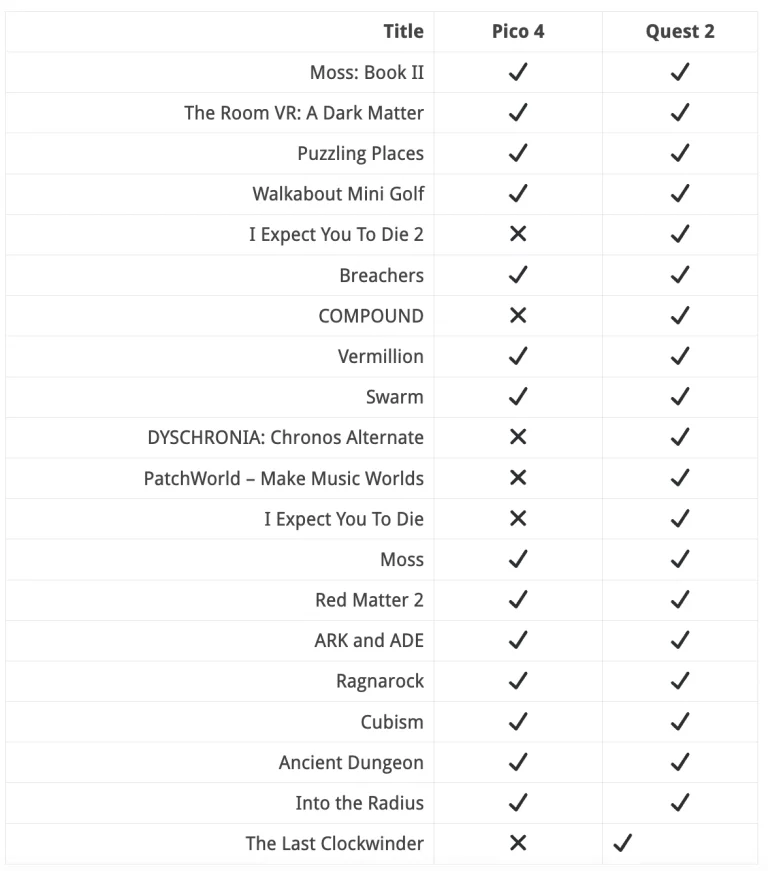 Title Pico 4 Quest 2
Moss: Book II ✓ ✓
The Room VR: A Dark Matter ✓ ✓
Puzzling Places ✓ ✓
Walkabout Mini Golf ✓ ✓
I Expect You To Die 2 ✕ ✓
Breachers ✓ ✓
COMPOUND ✕ ✓
Vermillion ✓ ✓
Swarm ✓ ✓
DYSCHRONIA: Chronos Alternate ✕ ✓
PatchWorld – Make Music Worlds ✕ ✓
I Expect You To Die ✕ ✓
Moss ✓ ✓
Red Matter 2 ✓ ✓
ARK and ADE ✓ ✓
Ragnarock ✓ ✓
Cubism ✓ ✓
Ancient Dungeon ✓ ✓
Into the Radius ✓ ✓
The Last Clockwinder ✕ ✓